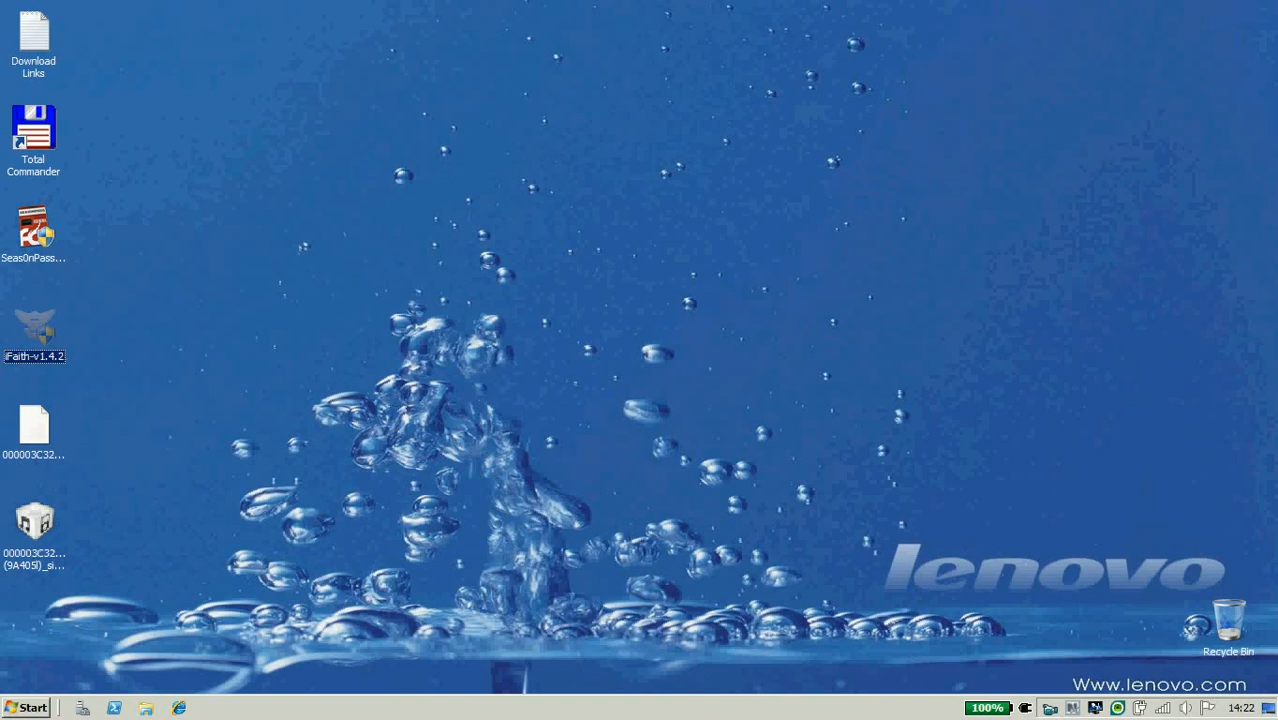 Download
Links
Total
Commander
Seas0nPass...
iFaith-v1.4.2
000003C32...
000003C32...
(9A405l)_si...
lenovo
Recycle Bin
Www.lenovo.com
Start
100%
14:22